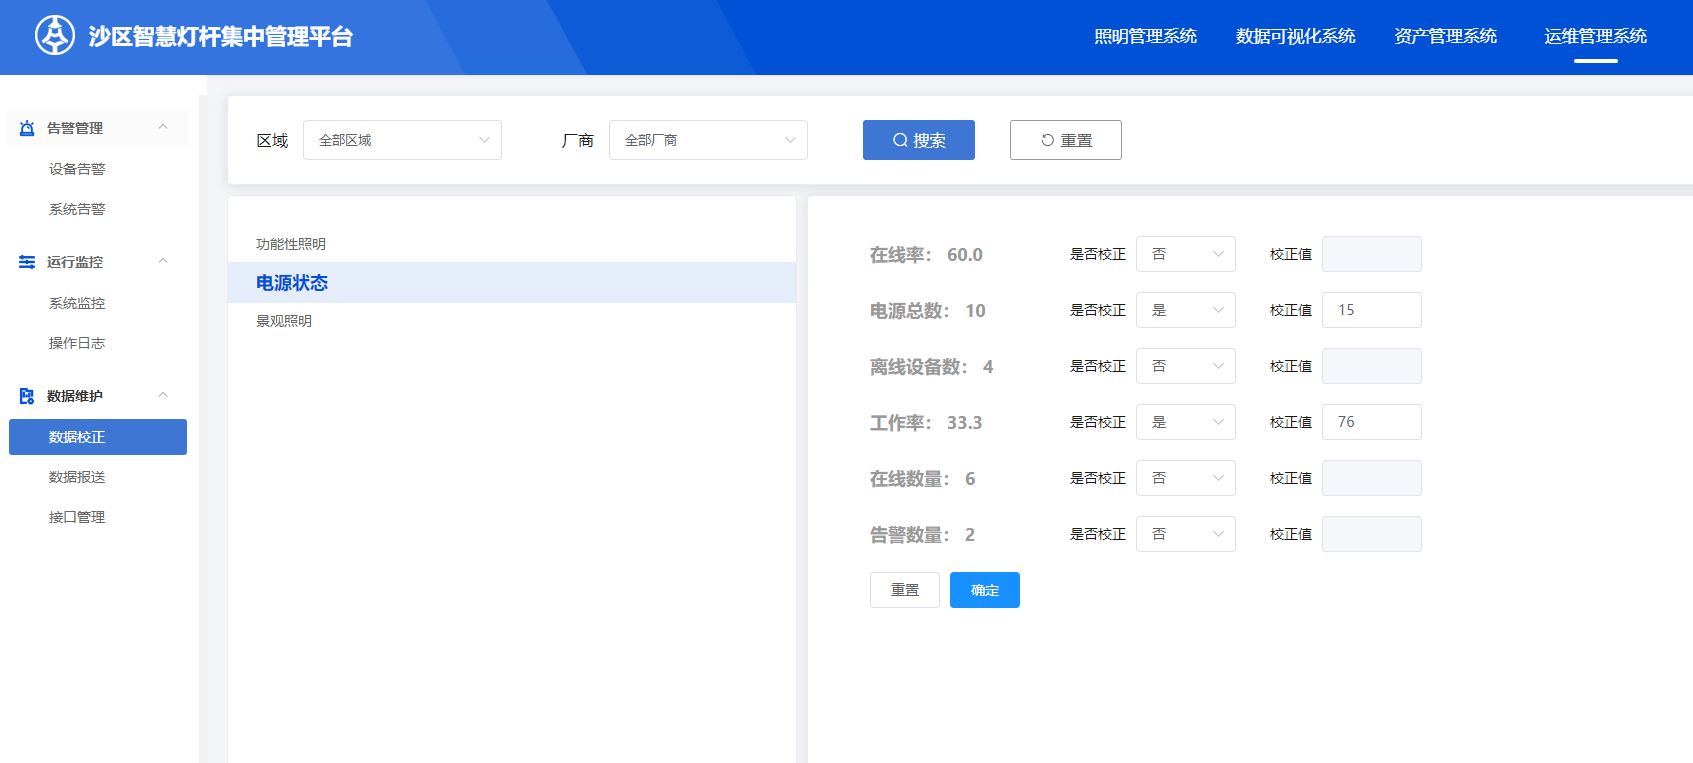 沙区智慧灯杆集中管理平台
照明管理系统 数据可视化系统 资产管理系统 运维管理系统
告警管理
设备告警
系统告警
运行监控
系统监控
操作日志
数据维护
数据校正
数据报送
接口管理
区域 全部区域 厂商 全部厂商 搜索 重置
功能性照明
电源状态
景观照明
在线率： 60.0 是否校正 否 校正值
电源总数： 10 是否校正 是 校正值 15
离线设备数： 4 是否校正 否 校正值
工作率： 33.3 是否校正 是 校正值 76
在线数量： 6 是否校正 否 校正值
告警数量： 2 是否校正 否 校正值
重置 确定